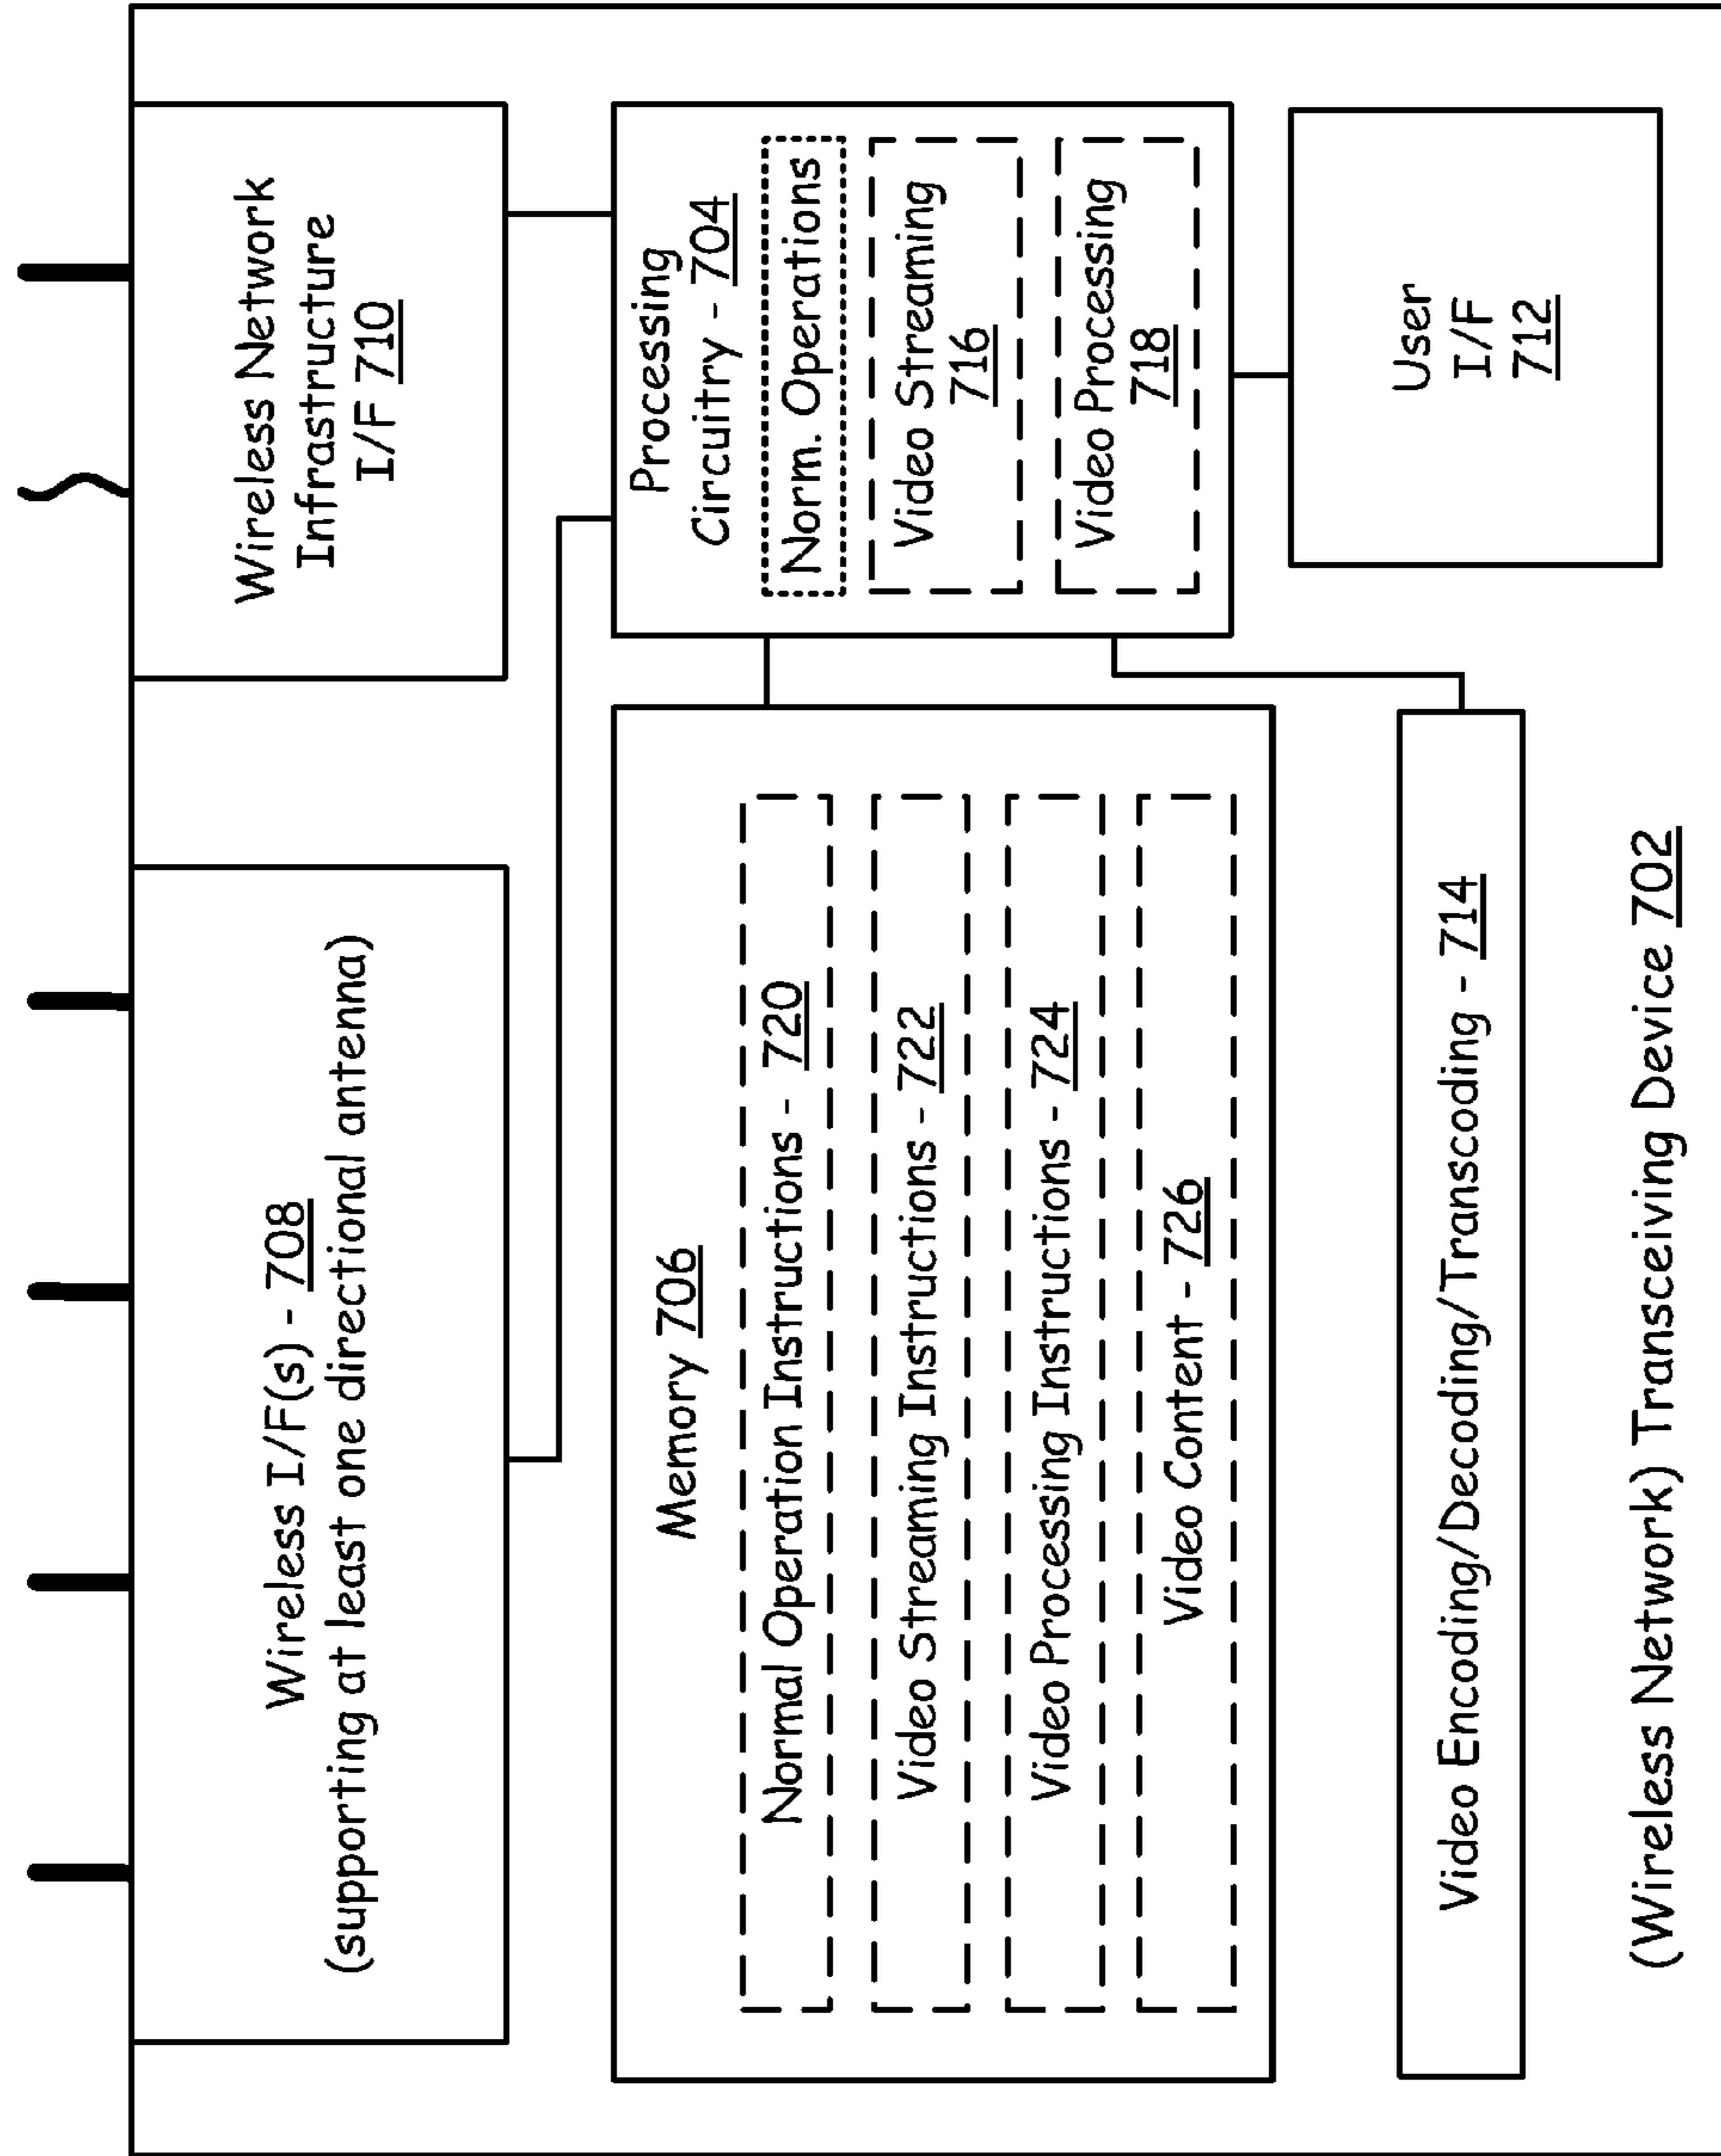 Wireless I/F(s) - 708
(supporting at least one directional antenna)
Wireless Network
Infrastructure
I/F 710
Memory 706
Normal Operation Instructions - 720
Video Streaming Instructions - 722
Video Processing Instructions - 724
Video Content - 726
Processing
Circuitry - 704
Norm. Operations
Video Streaming
716
Video Processing
718
Video Encoding/Decoding/Transcoding - 714
User
I/F
712
(Wireless Network) Transceiving Device 702